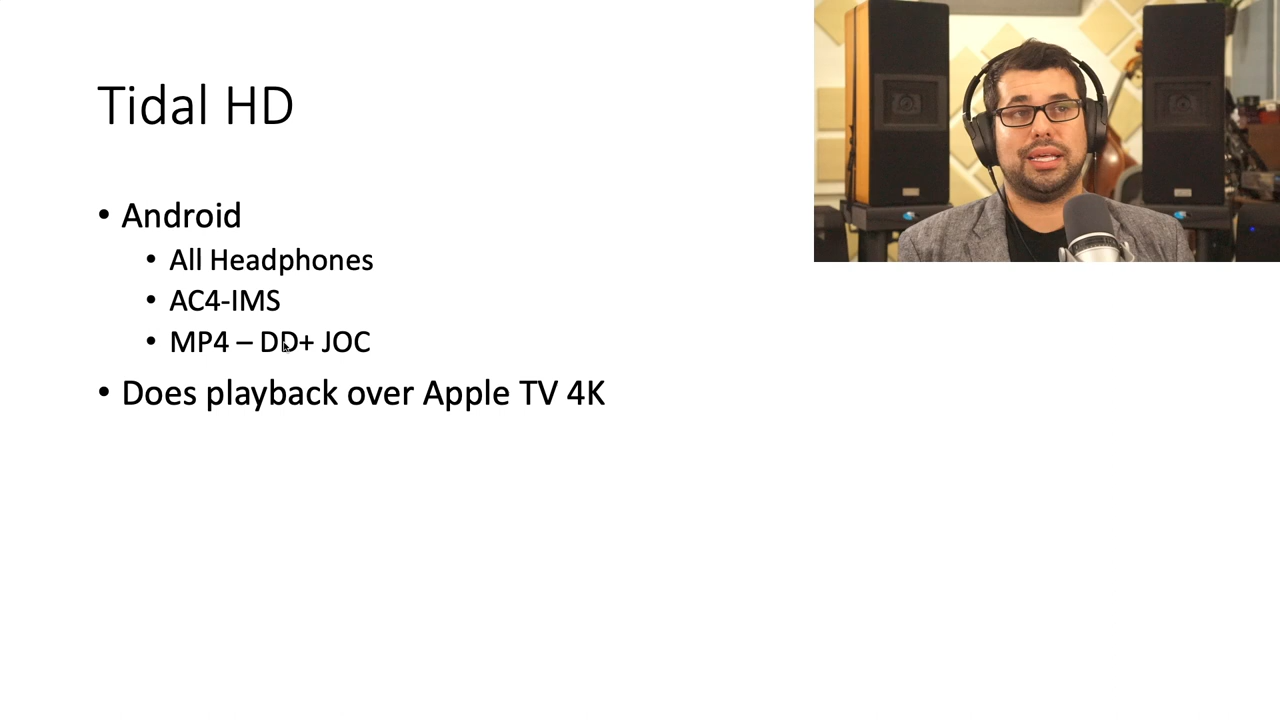 Tidal HD
• Android
• All Headphones
• AC4-IMS
• MP4 – DD+ JOC
• Does playback over Apple TV 4K